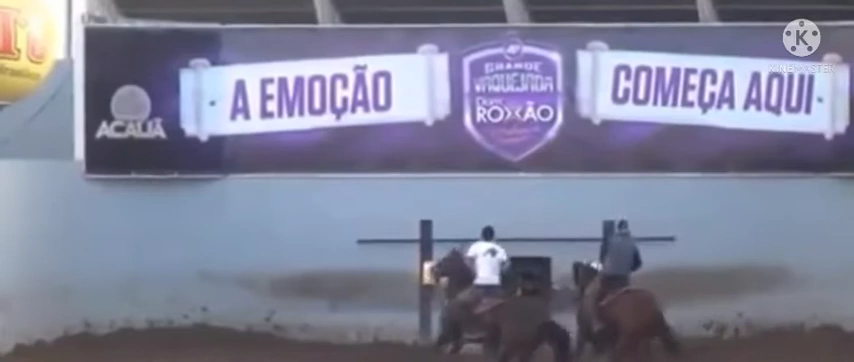 A EMOÇÃO
GRANDE
VAQUEJADA
ROXÃO
COMEÇA AQUI
ACAUÃ
KINEMASTER